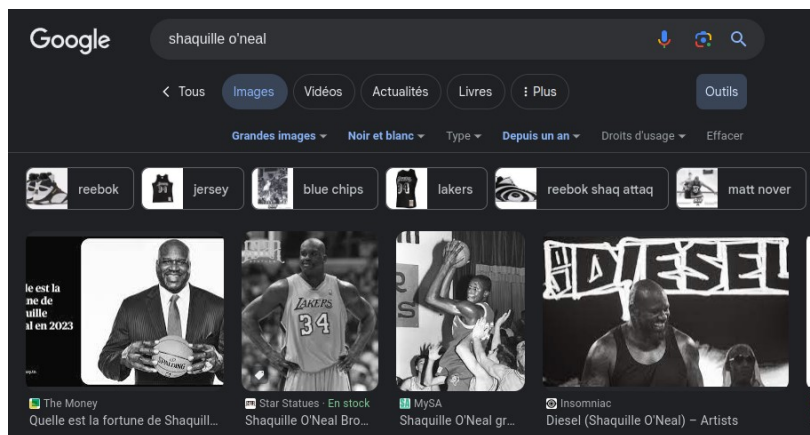 Google
shaquille o'neal
Tous Images Vidéos Actualités Livres Plus Outils
Grandes images Noir et blanc Type Depuis un an Droits d'usage Effacer
reebok jersey blue chips lakers reebok shaq attaq matt nover
le est la
ne de
uille
al en 2023
SPALDING
LAKERS
34
DIESEL
The Money
Quelle est la fortune de Shaquill...
Star Statues · En stock
Shaquille O'Neal Bro...
MySA
Shaquille O'Neal gr...
Insomniac
Diesel (Shaquille O'Neal) – Artists